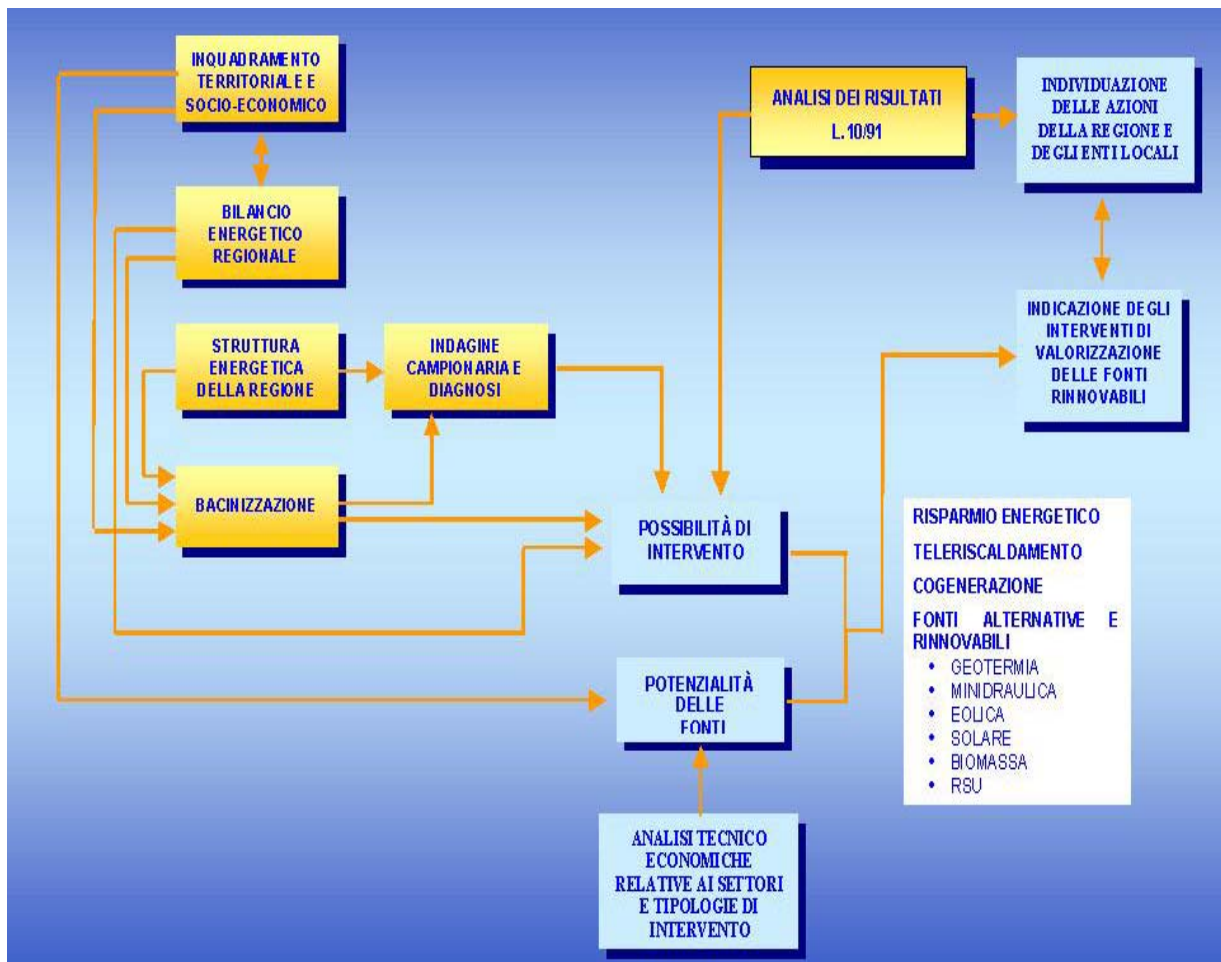 INQUADRAMENTO
TERRITORIALE E
SOCIO-ECONOMICO
BILANCIO
ENERGETICO
REGIONALE
STRUTTURA
ENERGETICA
DELLA REGIONE
INDAGINE
CAMPIONARIA E
DIAGNOSI
BACINIZZAZIONE
ANALISI DEI RISULTATI
L. 10/91
INDIVIDUAZIONE
DELLE AZIONI
DELLA REGIONE E
DEGLI ENTI LOCALI
INDICAZIONE DEGLI
INTERVENTI DI
VALORIZZAZIONE
DELLE FONTI
RINNOVABILI
POSSIBILITÀ DI
INTERVENTO
POTENZIALITÀ
DELLE
FONTI
ANALISI TECNICO
ECONOMICHE
RELATIVE AI SETTORI
E TIPOLOGIE DI
INTERVENTO
RISPARMIO ENERGETICO
TELERISCALDAMENTO
COGENERAZIONE
FONTI ALTERNATIVE E
RINNOVABILI
• GEOTERMIA
• MINIDRAULICA
• EOLICA
• SOLARE
• BIOMASSA
• RSU